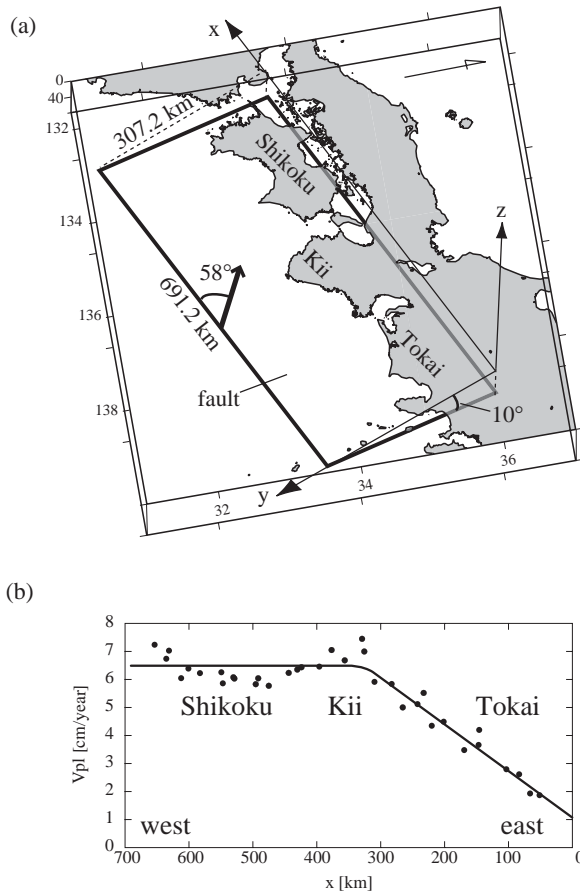 (a)
x
0
40
132
134
136
138
307.2 km
Shikoku
z
58°
Kii
691.2 km
Tokai
fault
10°
y
32
34
36
(b)
Vpl [cm/year]
8
7
6
5
4
3
2
1
0
Shikoku
Kii
Tokai
west
east
700 600 500 400 300 200 100 0
x [km]